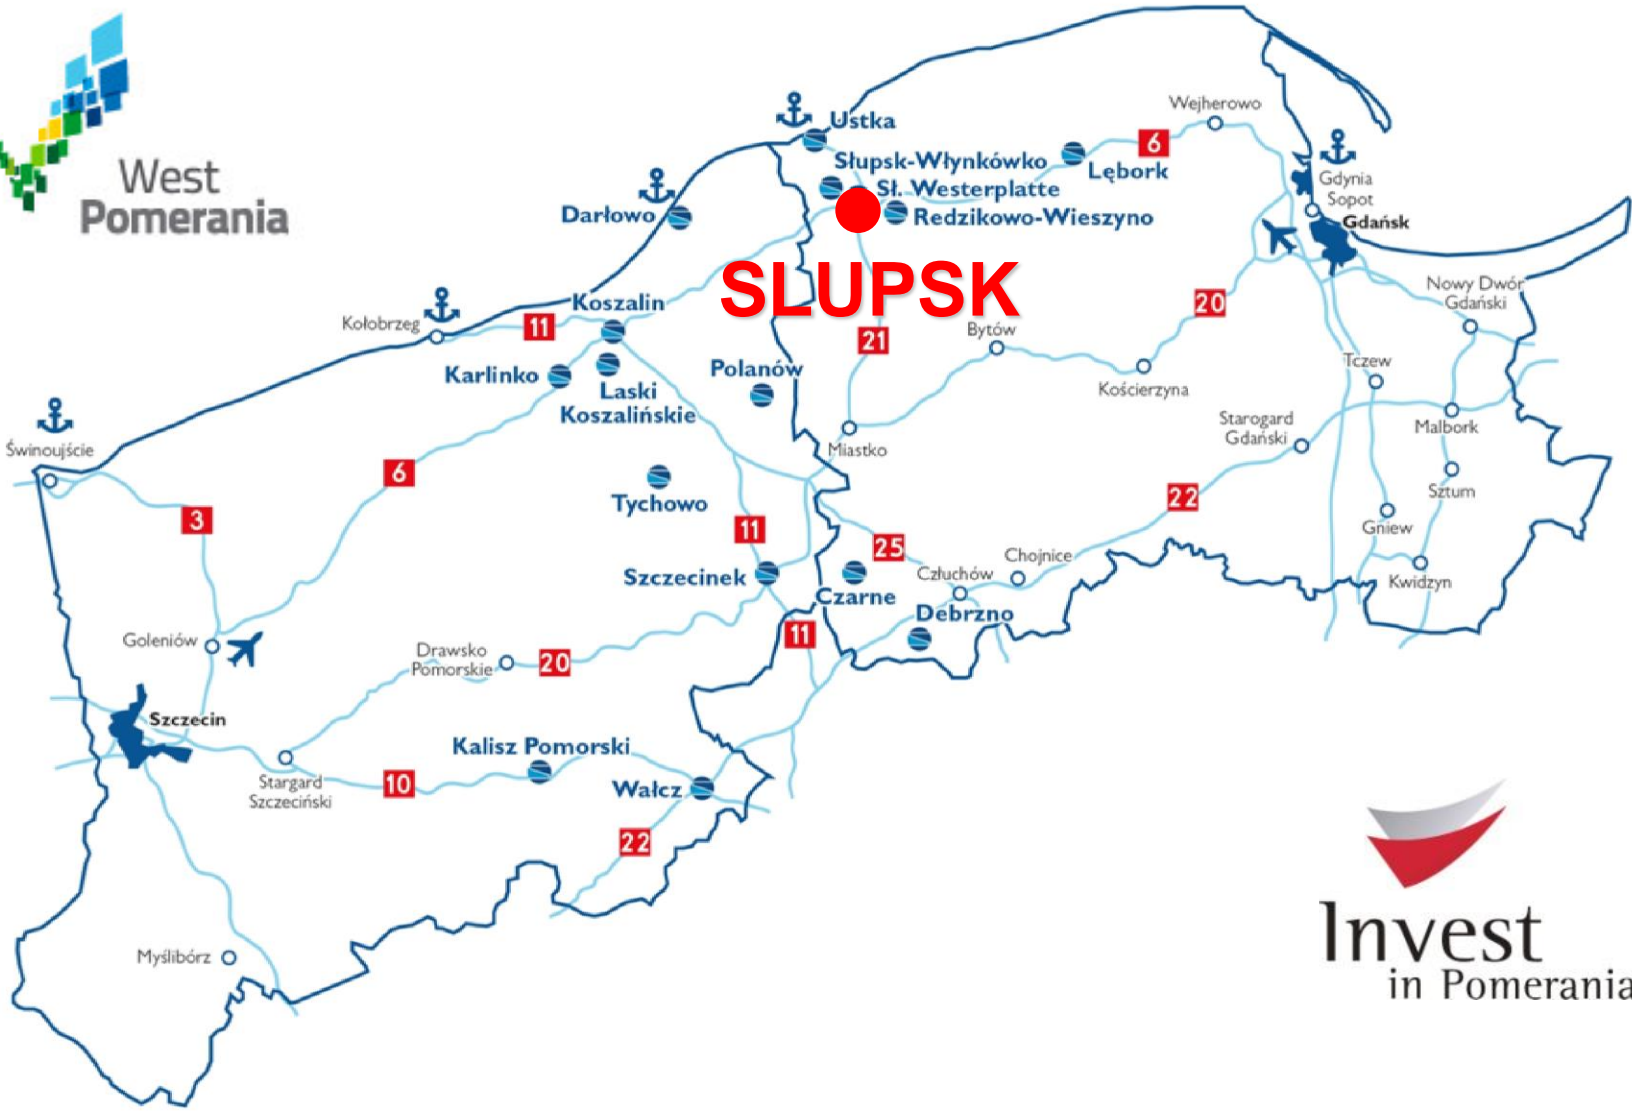 West
Pomerania
Ustka
Wejherowo
6
Słupsk-Włynkówko
Lębork
Sł. Westerplatte
Gdynia
Sopot
Darłowo
Redzikowo-Wieszyno
Gdańsk
SLUPSK
Nowy Dwór
Gdański
Koszalin
20
Kołobrzeg
11
21
Bytów
Karlinko
Polanów
Tczew
Laski
Koszalińskie
Kościerzyna
Starogard
Gdański
Malbork
Świnoujście
Miastko
6
Tychowo
22
Sztum
3
11
25
Gniew
Szczecinek
Człuchów
Chojnice
Kwidzyn
Czarne
Debrzno
Goleniów
11
Drawsko
Pomorskie
20
Szczecin
Kalisz Pomorski
Stargard
Szczeciński
10
Wałcz
22
Myślibórz
Invest
in Pomerania